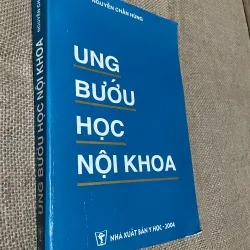 NGUYỄN CHẤN HÙNG
UNG
BƯỚU
HỌC
NỘI KHOA
NHÀ XUẤT BẢN Y HỌC - 2004
UNG BƯỚU HỌC NỘI KHOA